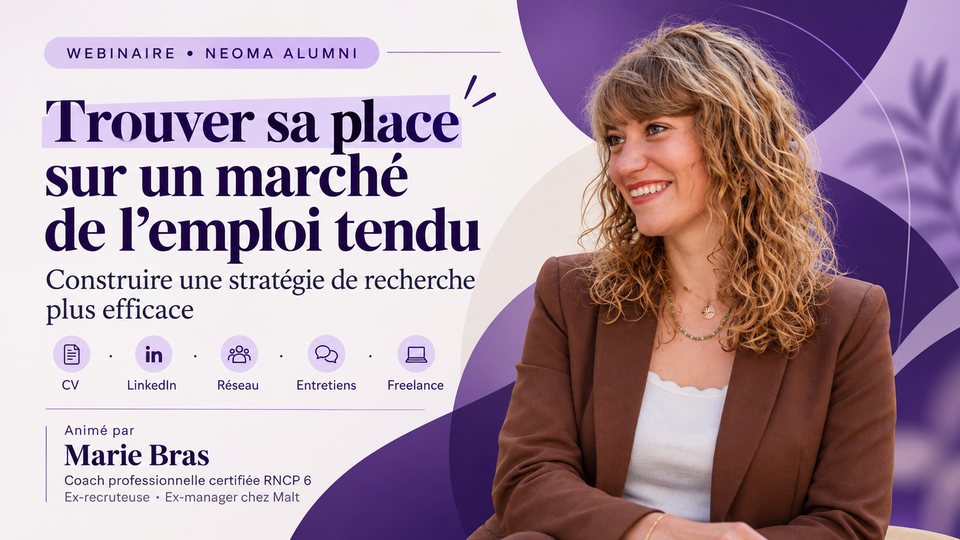 WEBINAIRE • NEOMA ALUMNI
Trouver sa place
sur un marché
de l’emploi tendu
Construire une stratégie de recherche
plus efficace
CV · LinkedIn · Réseau · Entretiens · Freelance
Animé par
Marie Bras
Coach professionnelle certifiée RNCP 6
Ex-recruteuse • Ex-manager chez Malt